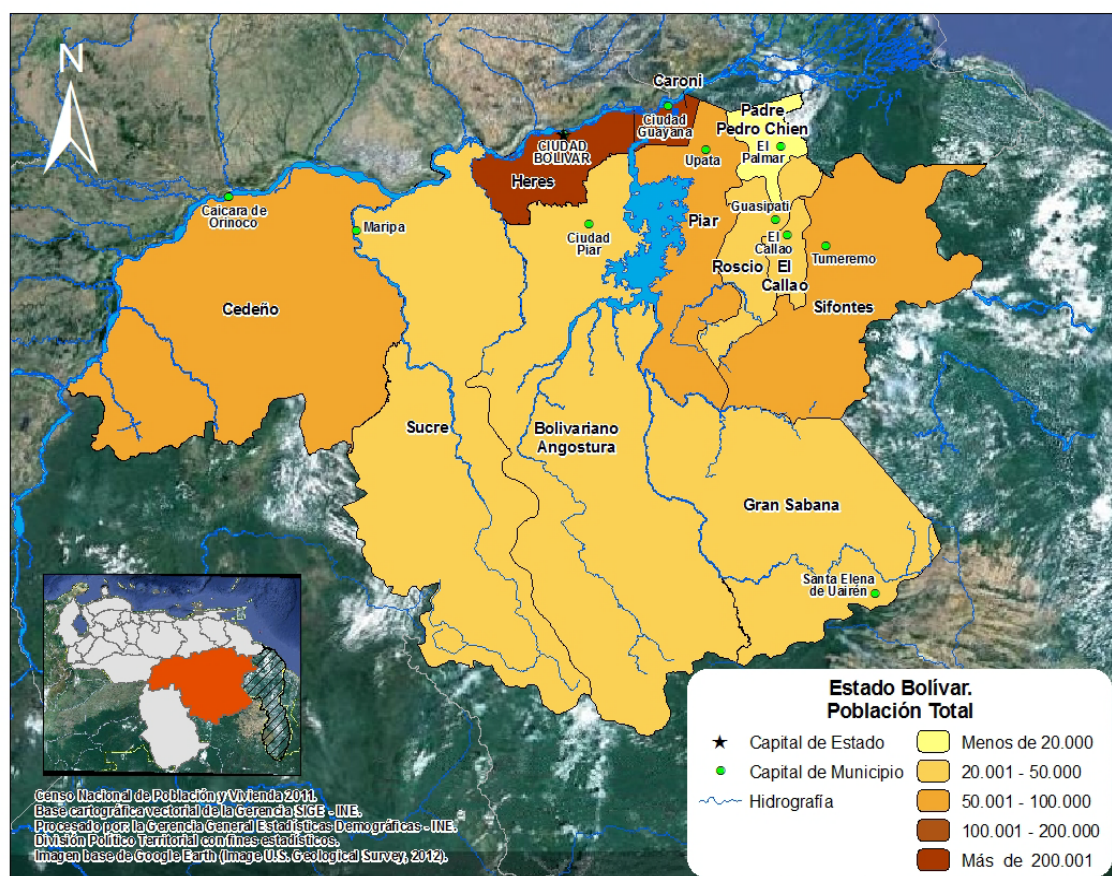 N
Caroni
Ciudad
Guayana
Padre
Pedro Chien
El
Palmar
CIUDAD
BOLIVAR
Upata
Heres
Caicara de
Orinoco
Maripa
Ciudad
Piar
Piar
Guasipati
El
Callao
Tumeremo
Roscio
El
Callao
Cedeño
Sifontes
Sucre
Bolivariano
Angostura
Gran Sabana
Santa Elena
de Uairén
Estado Bolívar.
Población Total
Capital de Estado
Capital de Municipio
Hidrografía
Menos de 20.000
20.001 - 50.000
50.001 - 100.000
100.001 - 200.000
Más de 200.001
Censo Nacional de Población y Vivienda 2011.
Base cartográfica vectorial de la Gerencia SIGE - INE.
Procesado por: la Gerencia General Estadísticas Demográficas - INE.
División Político Territorial con fines estadísticos.
Imagen base de Google Earth (Image U.S. Geological Survey, 2012).